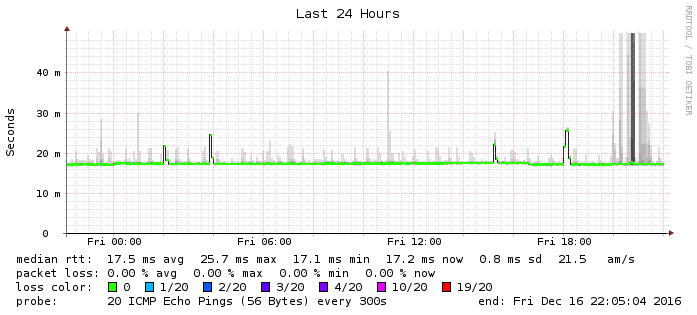 Last 24 Hours
RRDTOOL / TOBI OETIKER
Seconds
40 m
30 m
20 m
10 m
0
Fri 00:00 Fri 06:00 Fri 12:00 Fri 18:00
median rtt: 17.5 ms avg 25.7 ms max 17.1 ms min 17.2 ms now 0.8 ms sd 21.5 am/s
packet loss: 0.00 % avg 0.00 % max 0.00 % min 0.00 % now
loss color: 0 1/20 2/20 3/20 4/20 10/20 19/20
probe: 20 ICMP Echo Pings (56 Bytes) every 300s end: Fri Dec 16 22:05:04 2016